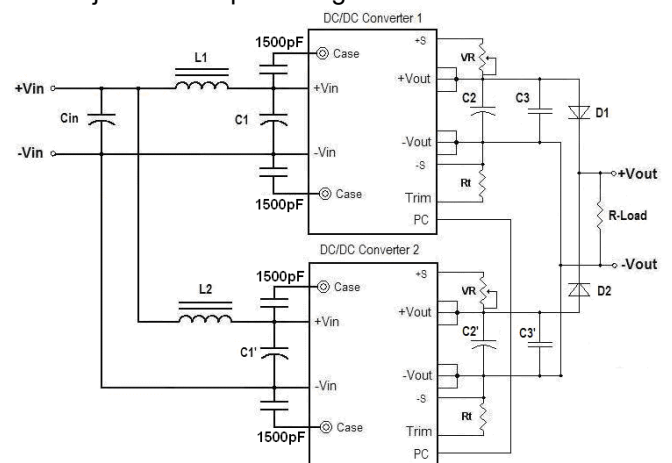 DC/DC Converter 1
1500pF
Case
+S
VR
L1
+Vin
+Vin
+Vout
C2
C3
D1
Cin
C1
-Vin
-Vin
-Vout
-S
+Vout
Case
Rt
1500pF
Trim
R-Load
PC
DC/DC Converter 2
-Vout
1500pF
+S
Case
VR
L2
D2
+Vin
+Vout
C2'
C3'
C1'
-Vin
-Vout
-S
Case
Rt
1500pF
Trim
PC